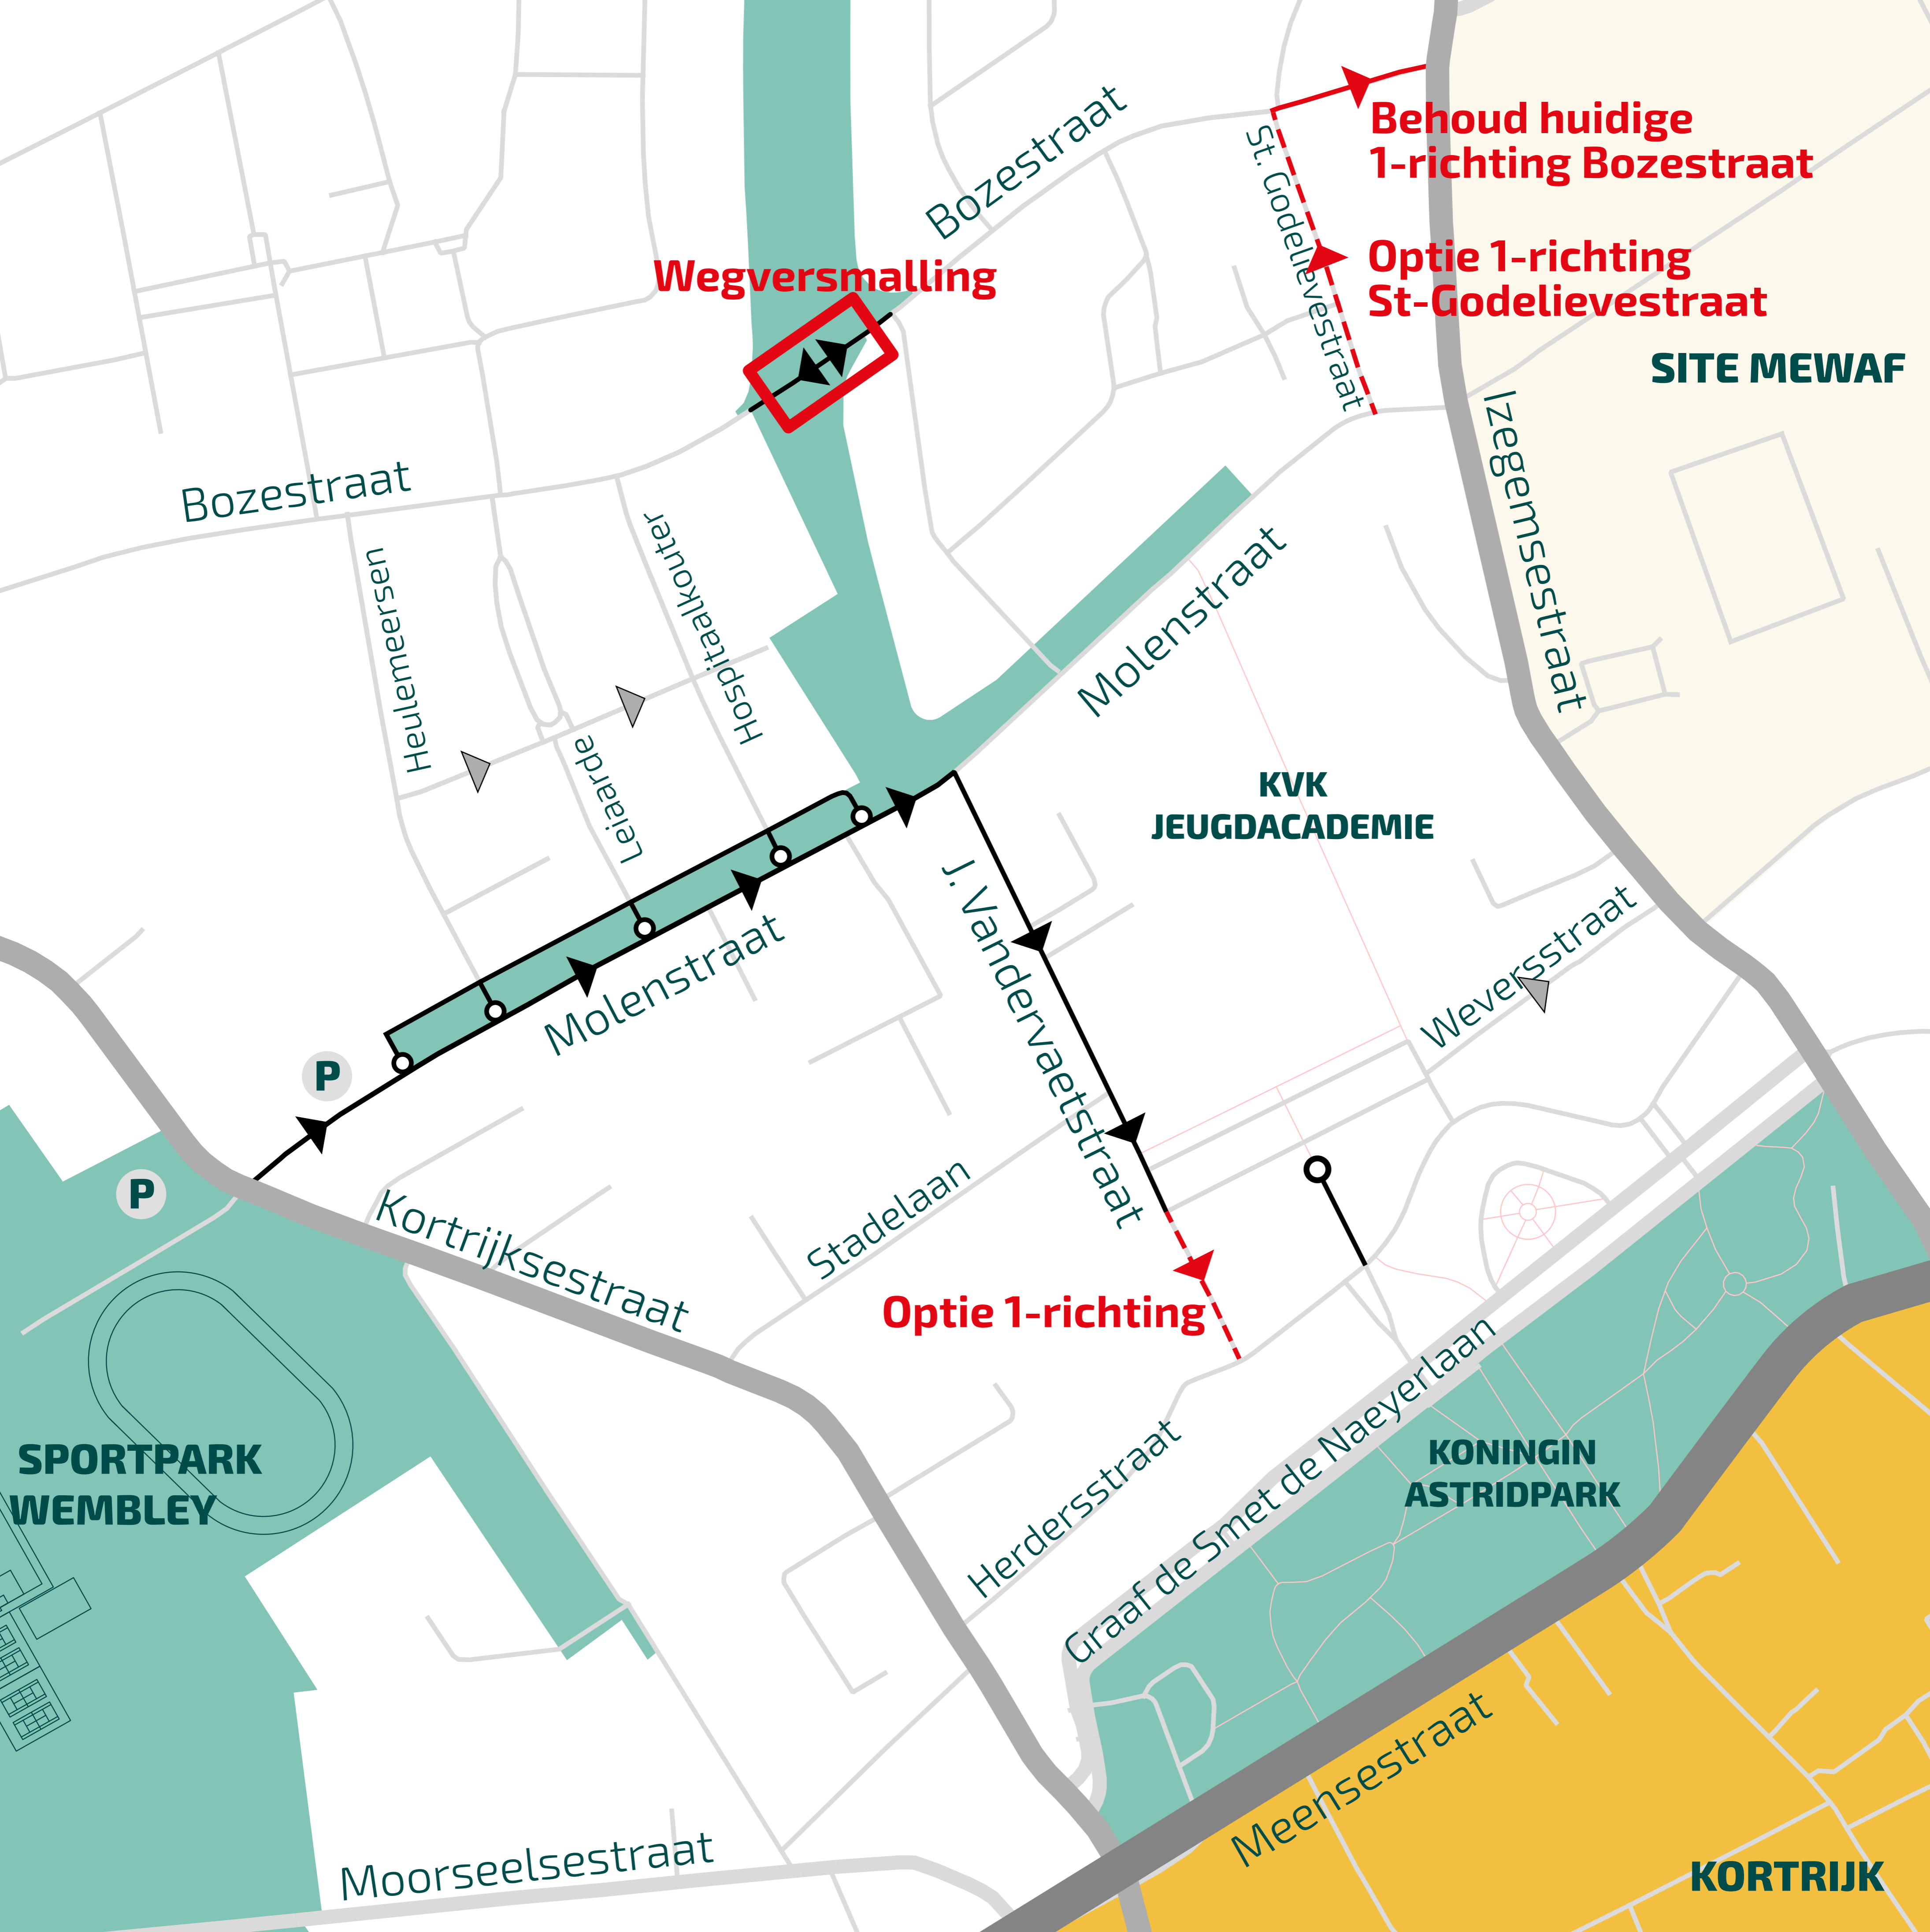 Bozestraat
Behoud huidige
1-richting Bozestraat
St. Godelievestraat
Optie 1-richting
St-Godelievestraat
Wegversmalling
SITE MEWAF
Izegemsestraat
Bozestraat
Heulemeersen
Hospitaalkouter
Leiaarde
Molenstraat
KVK
JEUGDACADEMIE
J. Vandervaetstraat
Molenstraat
Weversstraat
P
P
Kortrijksestraat
Stadelaan
Optie 1-richting
SPORTPARK
WEMBLEY
Herdersstraat
Graaf de Smet de Naeyerlaan
KONINGIN
ASTRIDPARK
Meensestraat
Moorseelsestraat
KORTRIJK